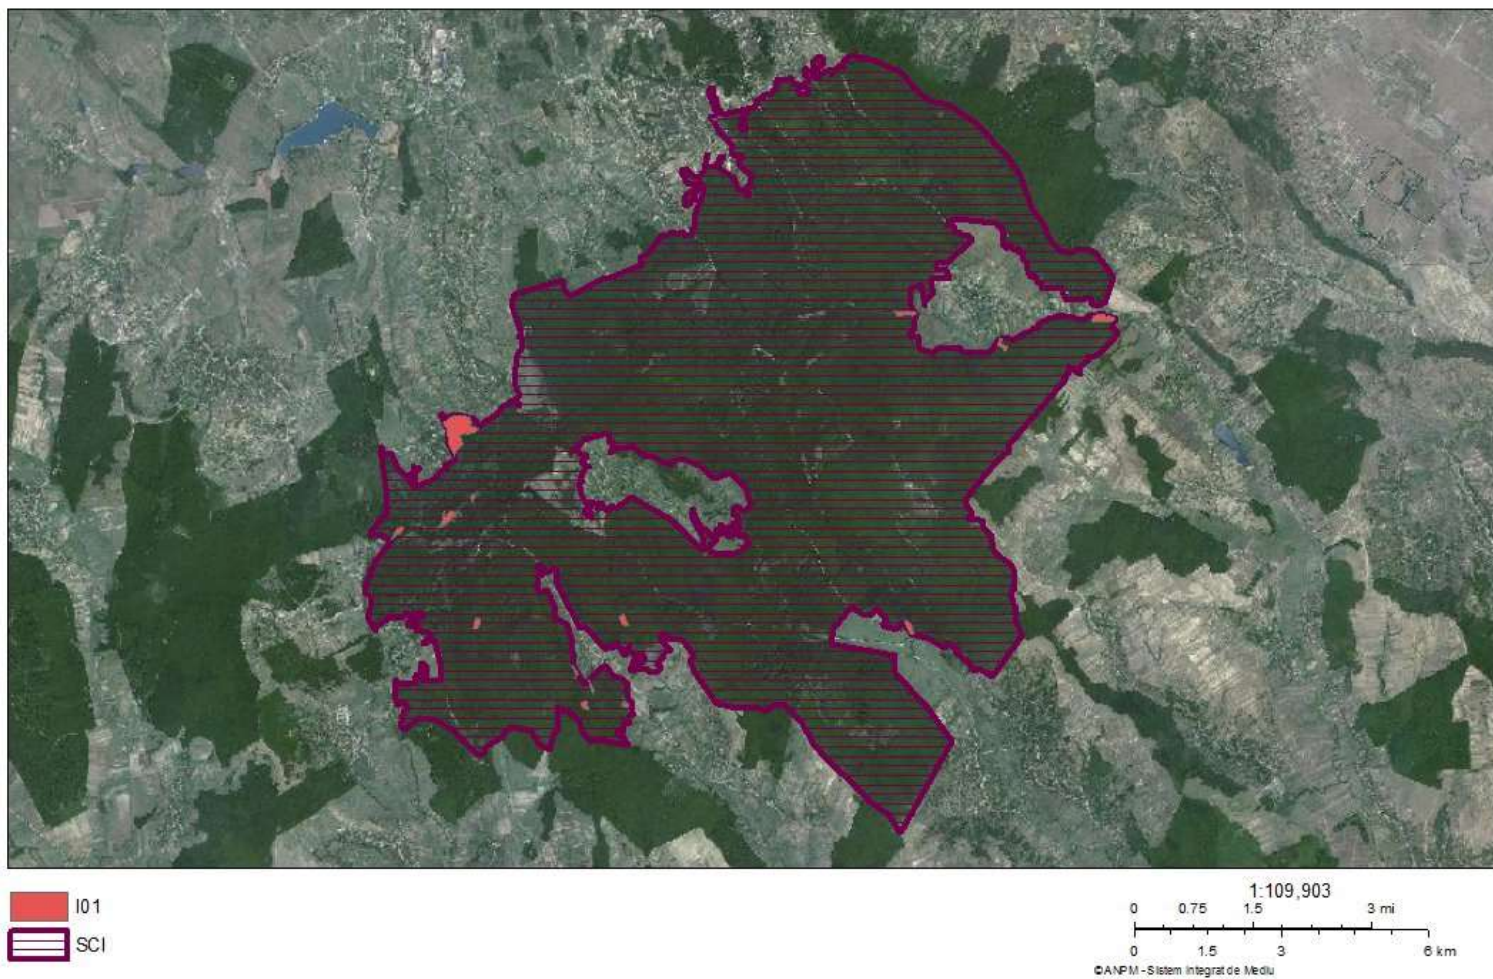 I01
SCI
1:109,903
0 0.75 1.5 3 mi
0 1.5 3 6 km
©ANPM - Sistem Integrat de Mediu